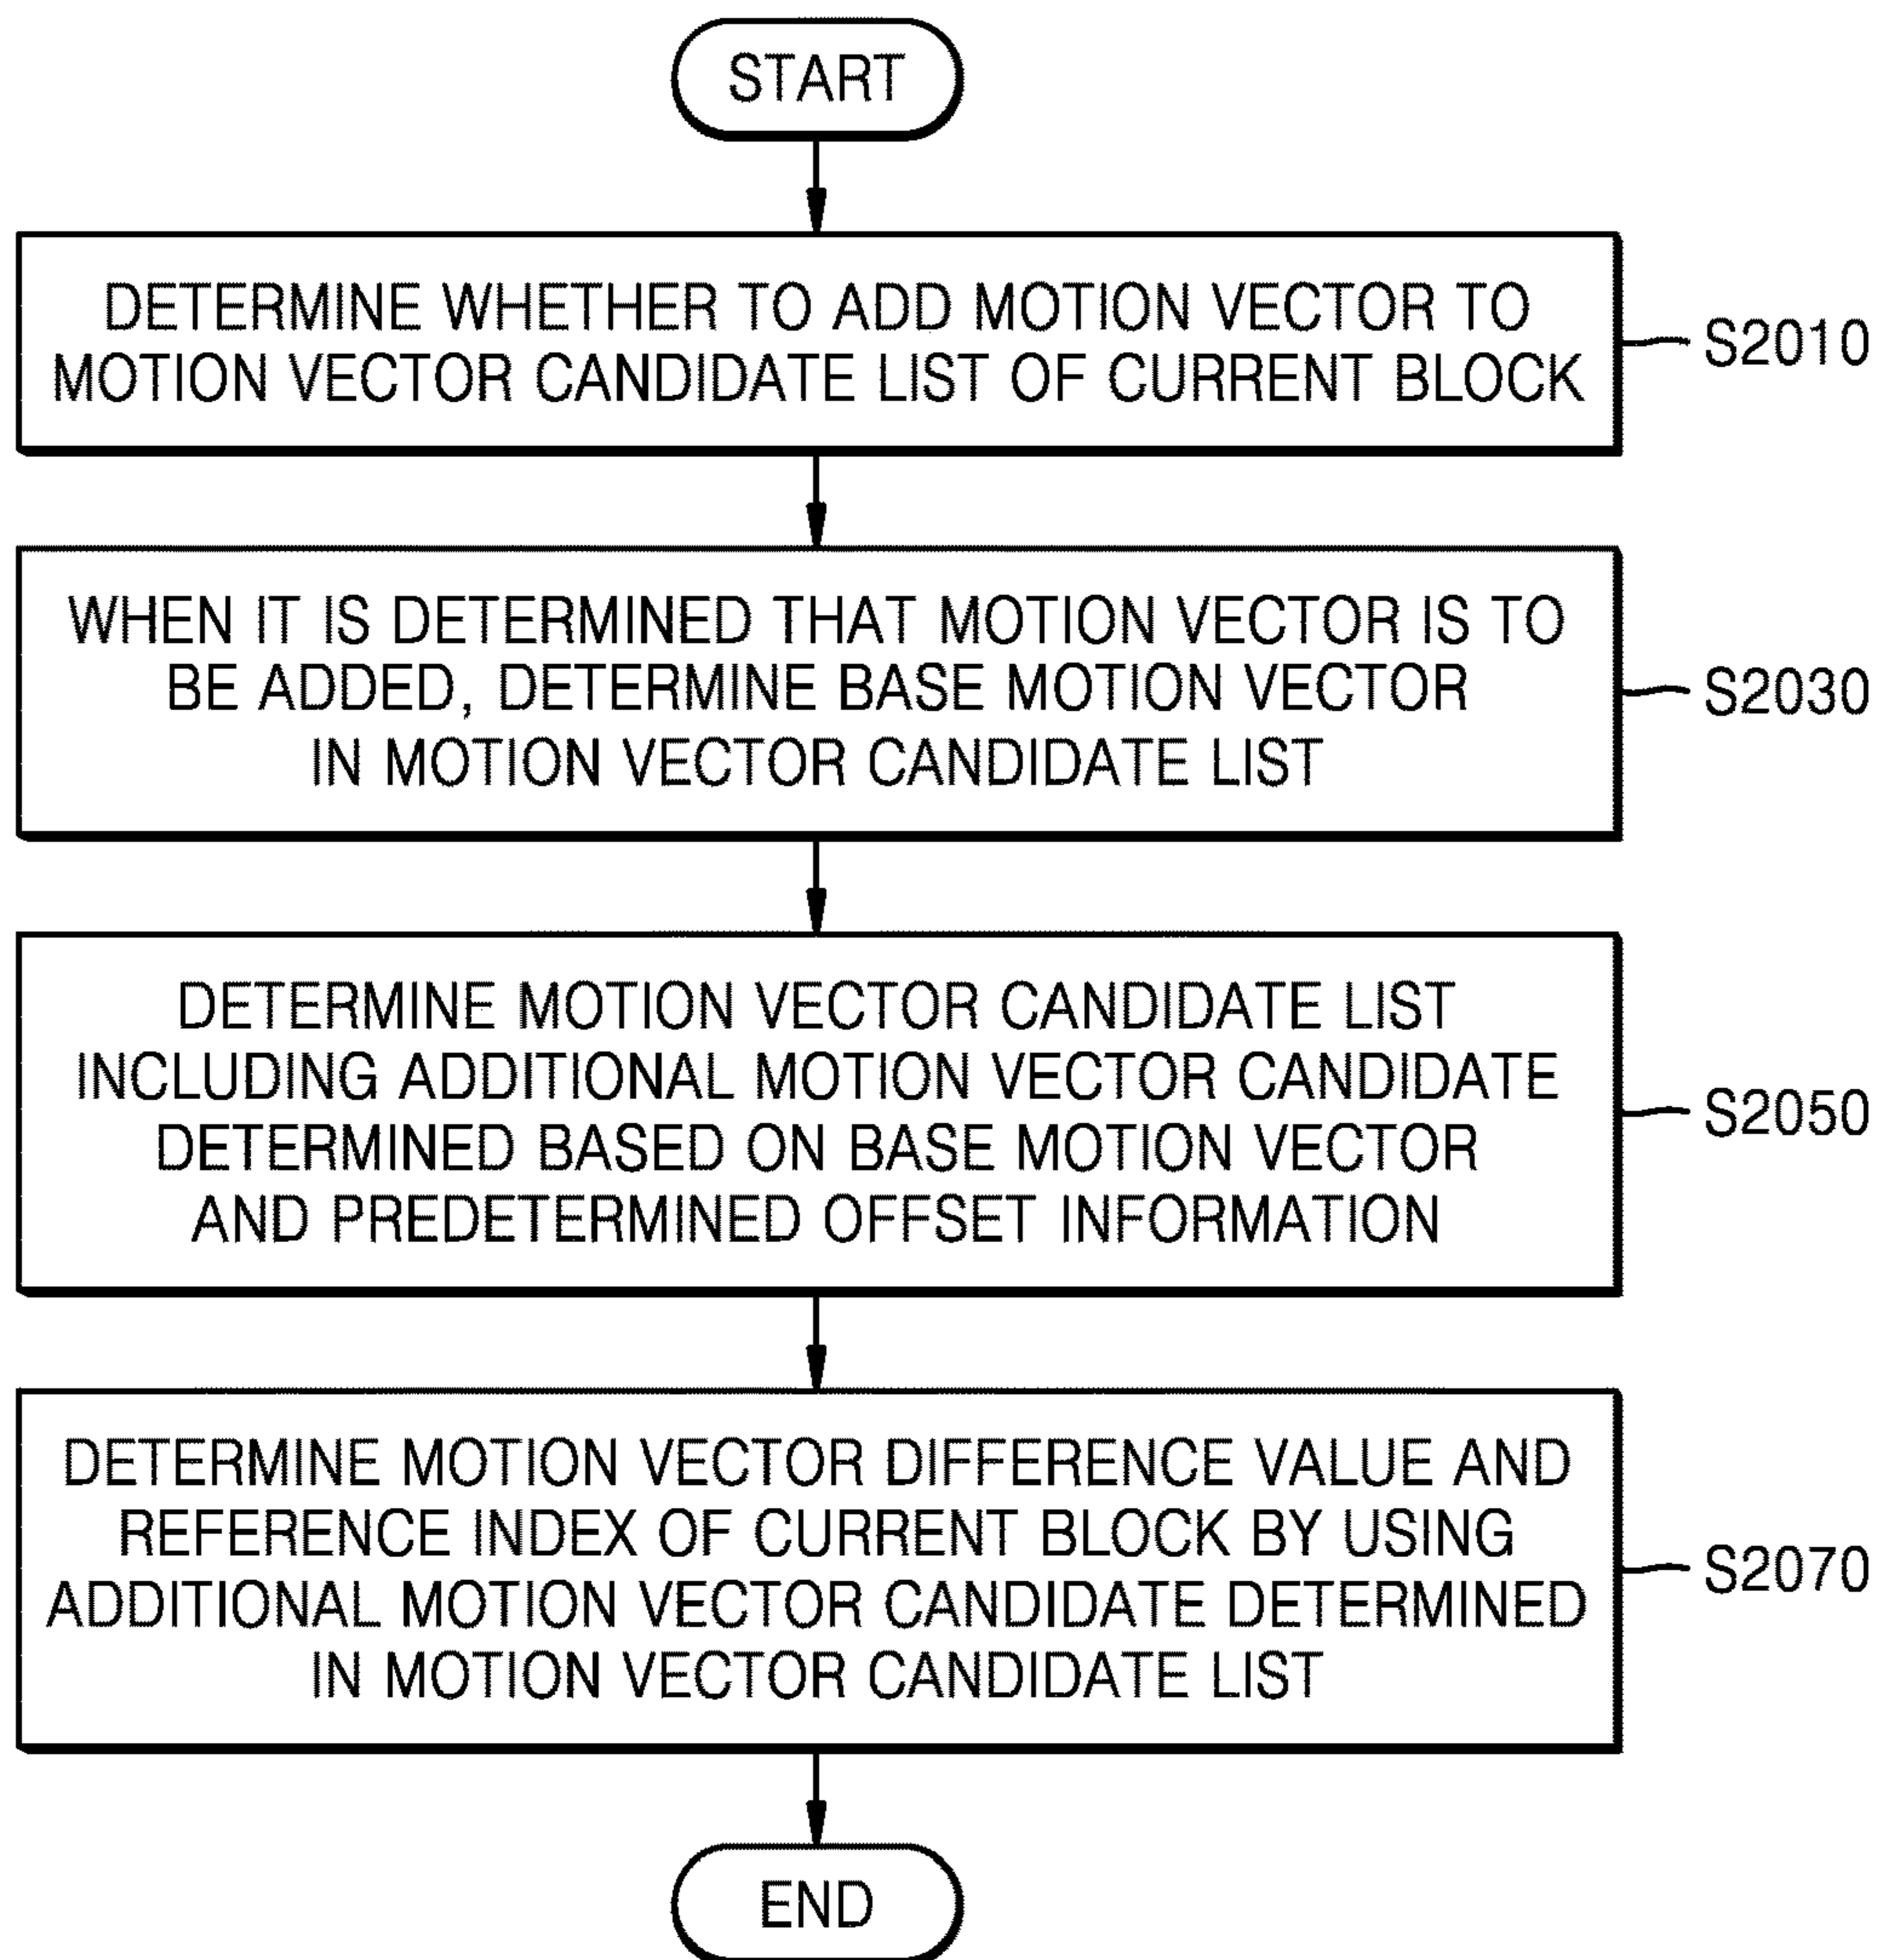 START
DETERMINE WHETHER TO ADD MOTION VECTOR TO
MOTION VECTOR CANDIDATE LIST OF CURRENT BLOCK
S2010
WHEN IT IS DETERMINED THAT MOTION VECTOR IS TO
BE ADDED, DETERMINE BASE MOTION VECTOR
IN MOTION VECTOR CANDIDATE LIST
S2030
DETERMINE MOTION VECTOR CANDIDATE LIST
INCLUDING ADDITIONAL MOTION VECTOR CANDIDATE
DETERMINED BASED ON BASE MOTION VECTOR
AND PREDETERMINED OFFSET INFORMATION
S2050
DETERMINE MOTION VECTOR DIFFERENCE VALUE AND
REFERENCE INDEX OF CURRENT BLOCK BY USING
ADDITIONAL MOTION VECTOR CANDIDATE DETERMINED
IN MOTION VECTOR CANDIDATE LIST
S2070
END